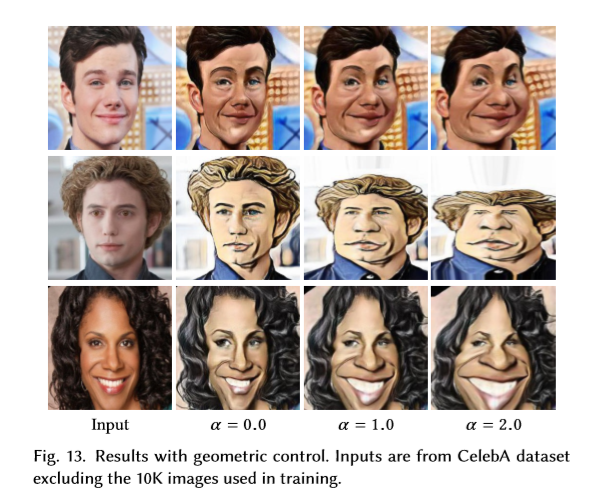 Input α = 0.0 α = 1.0 α = 2.0
Fig. 13. Results with geometric control. Inputs are from CelebA dataset
excluding the 10K images used in training.